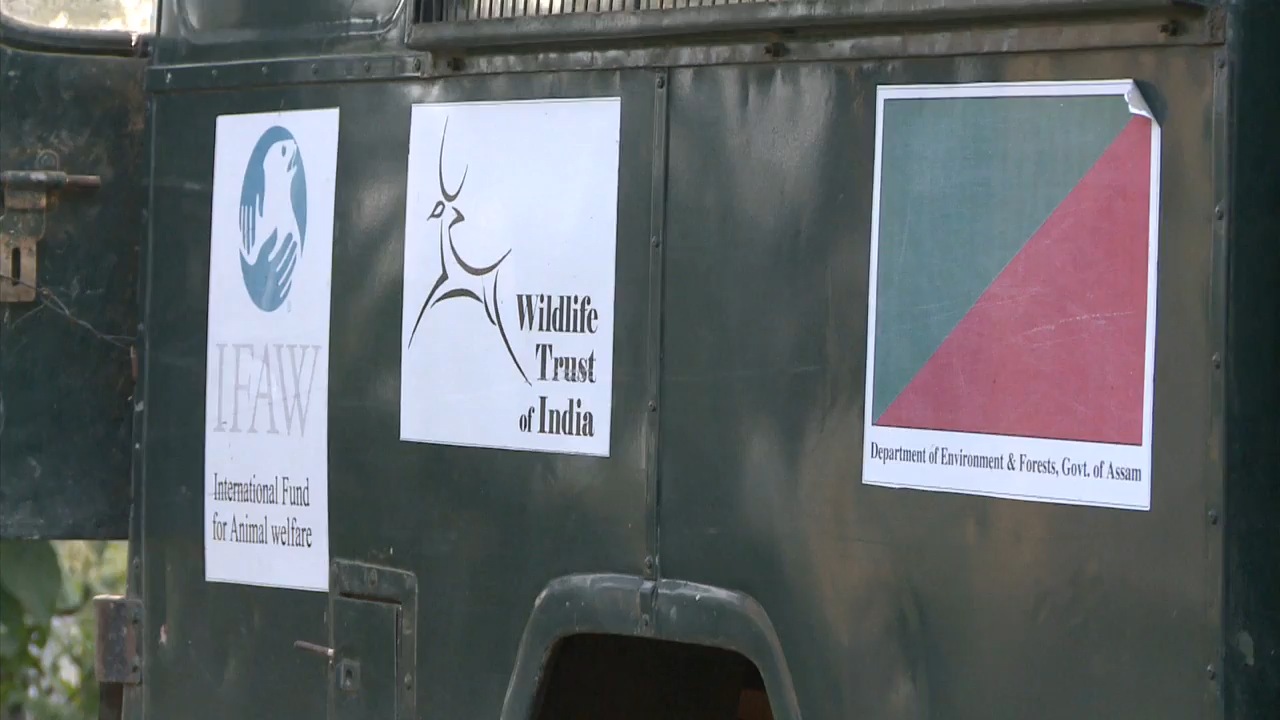 IFAW
International Fund
for Animal welfare
Wildlife
Trust
of India
Department of Environment & Forests, Govt. of Assam